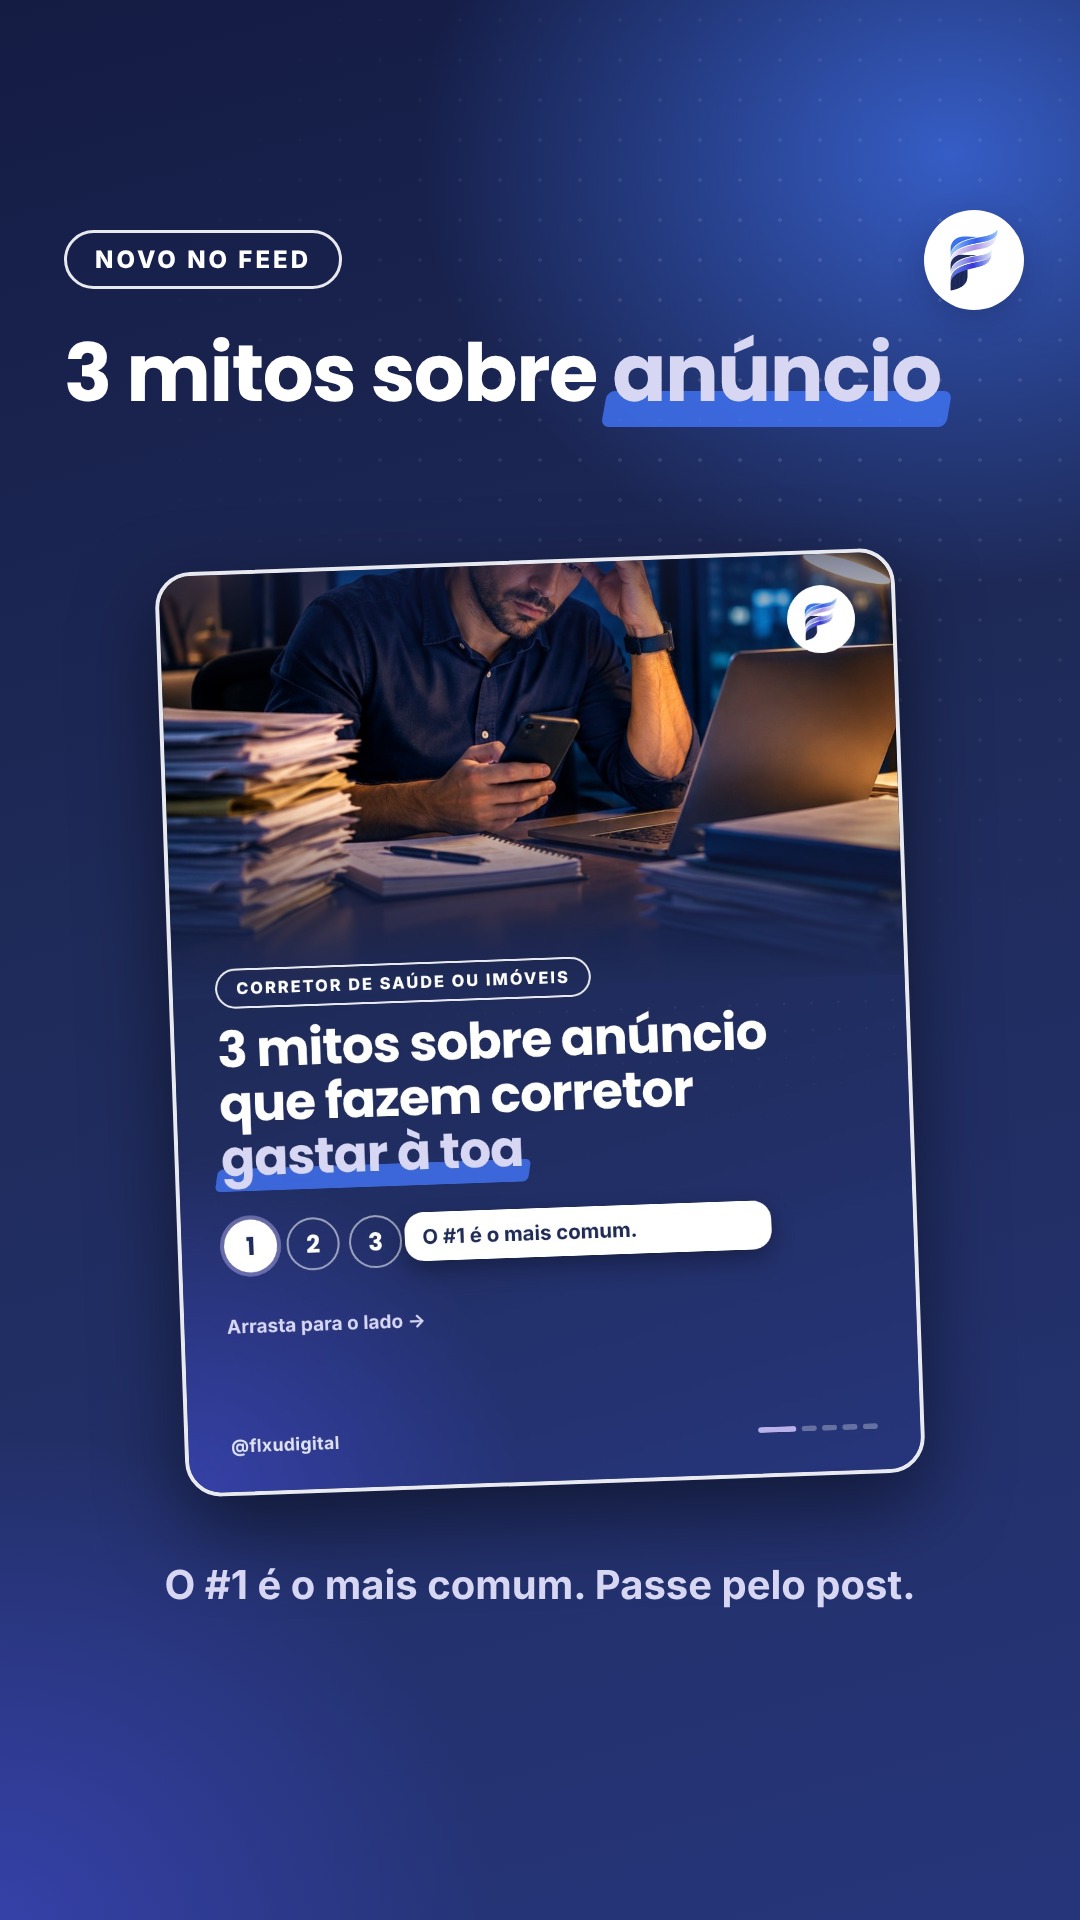 NOVO NO FEED
3 mitos sobre anúncio
CORRETOR DE SAÚDE OU IMÓVEIS
3 mitos sobre anúncio
que fazem corretor
gastar à toa
1 2 3 O #1 é o mais comum.
Arrasta para o lado →
@flxudigital
O #1 é o mais comum. Passe pelo post.